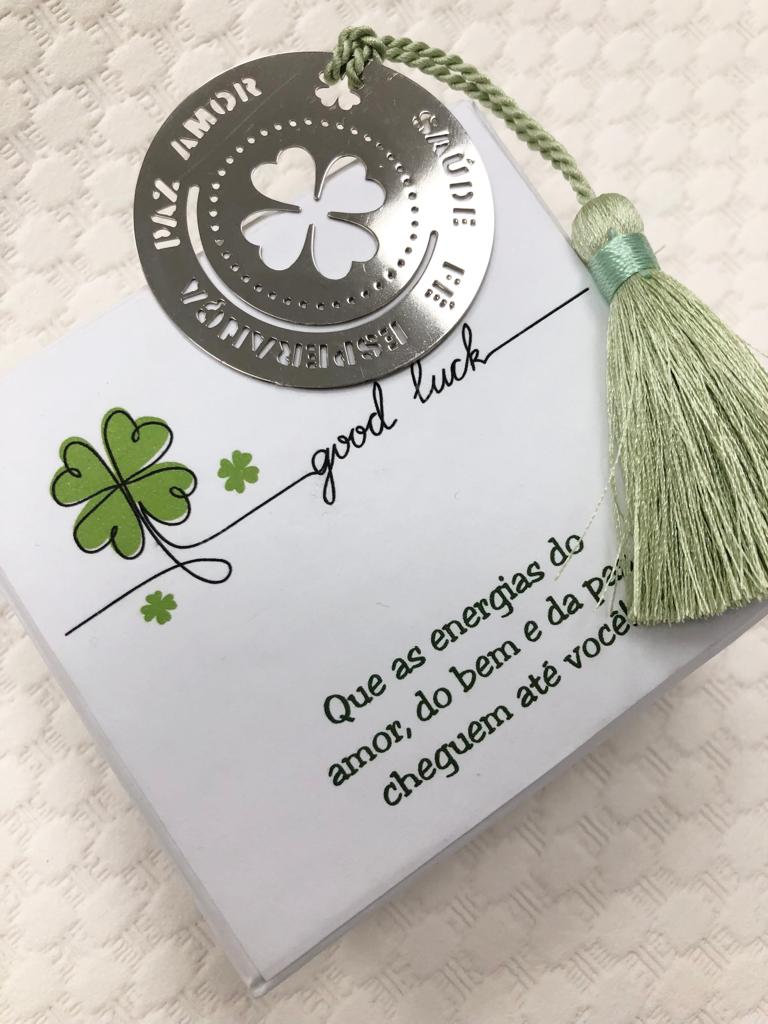 PAZ AMOR SAÚDE FÉ ESPERANÇA
good luck
Que as energias do
amor, do bem e da
cheguem até você!